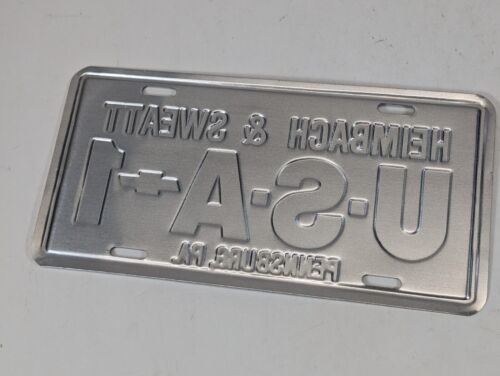 HEIMBACH & SWEATT
U·S·A-1
PENNSBURG, PA.